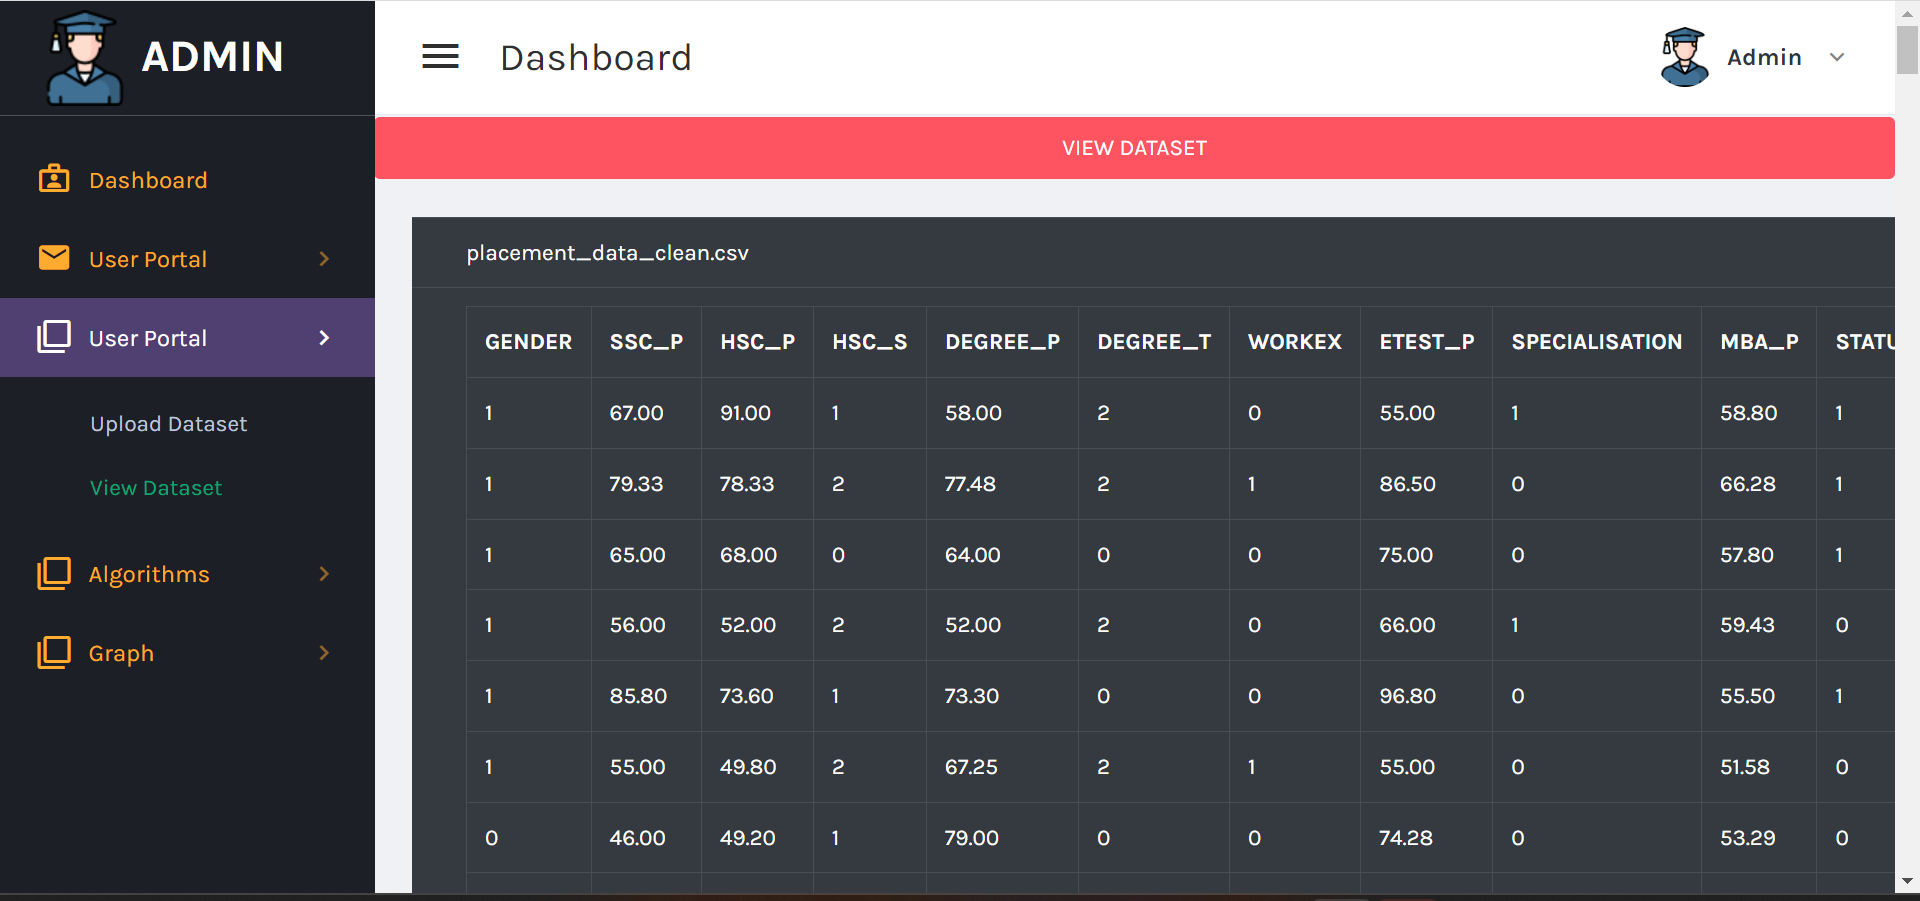 ADMIN
Dashboard
Admin
VIEW DATASET
Dashboard
User Portal
User Portal
Upload Dataset
View Dataset
Algorithms
Graph
placement_data_clean.csv
GENDER SSC_P HSC_P HSC_S DEGREE_P DEGREE_T WORKEX ETEST_P SPECIALISATION MBA_P STATU
1 67.00 91.00 1 58.00 2 0 55.00 1 58.80 1
1 79.33 78.33 2 77.48 2 1 86.50 0 66.28 1
1 65.00 68.00 0 64.00 0 0 75.00 0 57.80 1
1 56.00 52.00 2 52.00 2 0 66.00 1 59.43 0
1 85.80 73.60 1 73.30 0 0 96.80 0 55.50 1
1 55.00 49.80 2 67.25 2 1 55.00 0 51.58 0
0 46.00 49.20 1 79.00 0 0 74.28 0 53.29 0